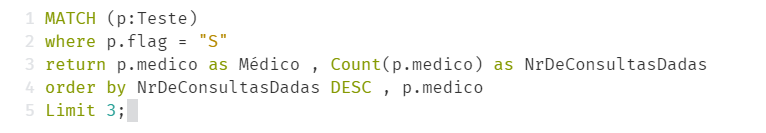 1 MATCH (p:Teste)
2 where p.flag = "S"
3 return p.medico as Médico , Count(p.medico) as NrDeConsultasDadas
4 order by NrDeConsultasDadas DESC , p.medico
5 Limit 3;